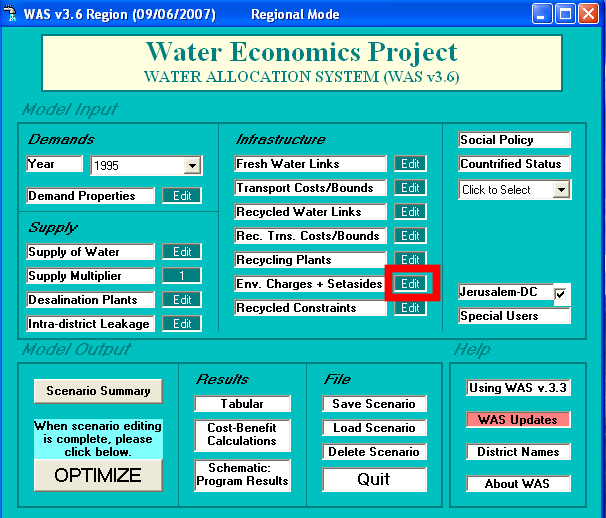 WAS v3.6 Region (09/06/2007) Regional Mode
Water Economics Project
WATER ALLOCATION SYSTEM (WAS v3.6)
Model Input
Demands
Year 1995
Demand Properties Edit
Supply
Supply of Water Edit
Supply Multiplier 1
Desalination Plants Edit
Intra-district Leakage Edit
Infrastructure
Fresh Water Links Edit
Transport Costs/Bounds Edit
Recycled Water Links Edit
Rec. Trns. Costs/Bounds Edit
Recycling Plants Edit
Env. Charges + Setasides Edit
Recycled Constraints Edit
Social Policy
Countrified Status
Click to Select
Jerusalem-DC
Special Users
Model Output
Scenario Summary
When scenario editing
is complete, please
click below.
OPTIMIZE
Results
Tabular
Cost-Benefit
Calculations
Schematic:
Program Results
File
Save Scenario
Load Scenario
Delete Scenario
Quit
Help
Using WAS v.3.3
WAS Updates
District Names
About WAS